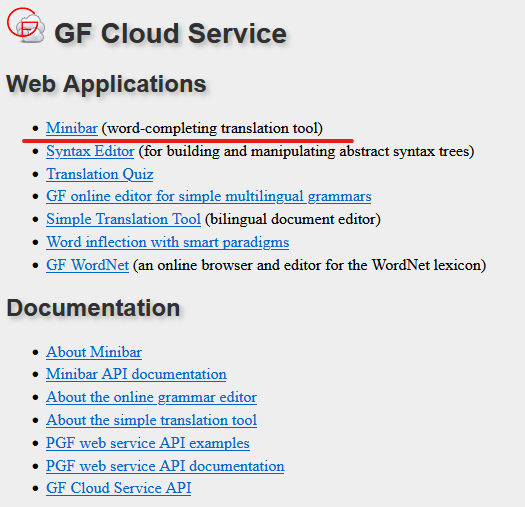 GF Cloud Service
Web Applications
Minibar (word-completing translation tool)
Syntax Editor (for building and manipulating abstract syntax trees)
Translation Quiz
GF online editor for simple multilingual grammars
Simple Translation Tool (bilingual document editor)
Word inflection with smart paradigms
GF WordNet (an online browser and editor for the WordNet lexicon)
Documentation
About Minibar
Minibar API documentation
About the online grammar editor
About the simple translation tool
PGF web service API examples
PGF web service API documentation
GF Cloud Service API